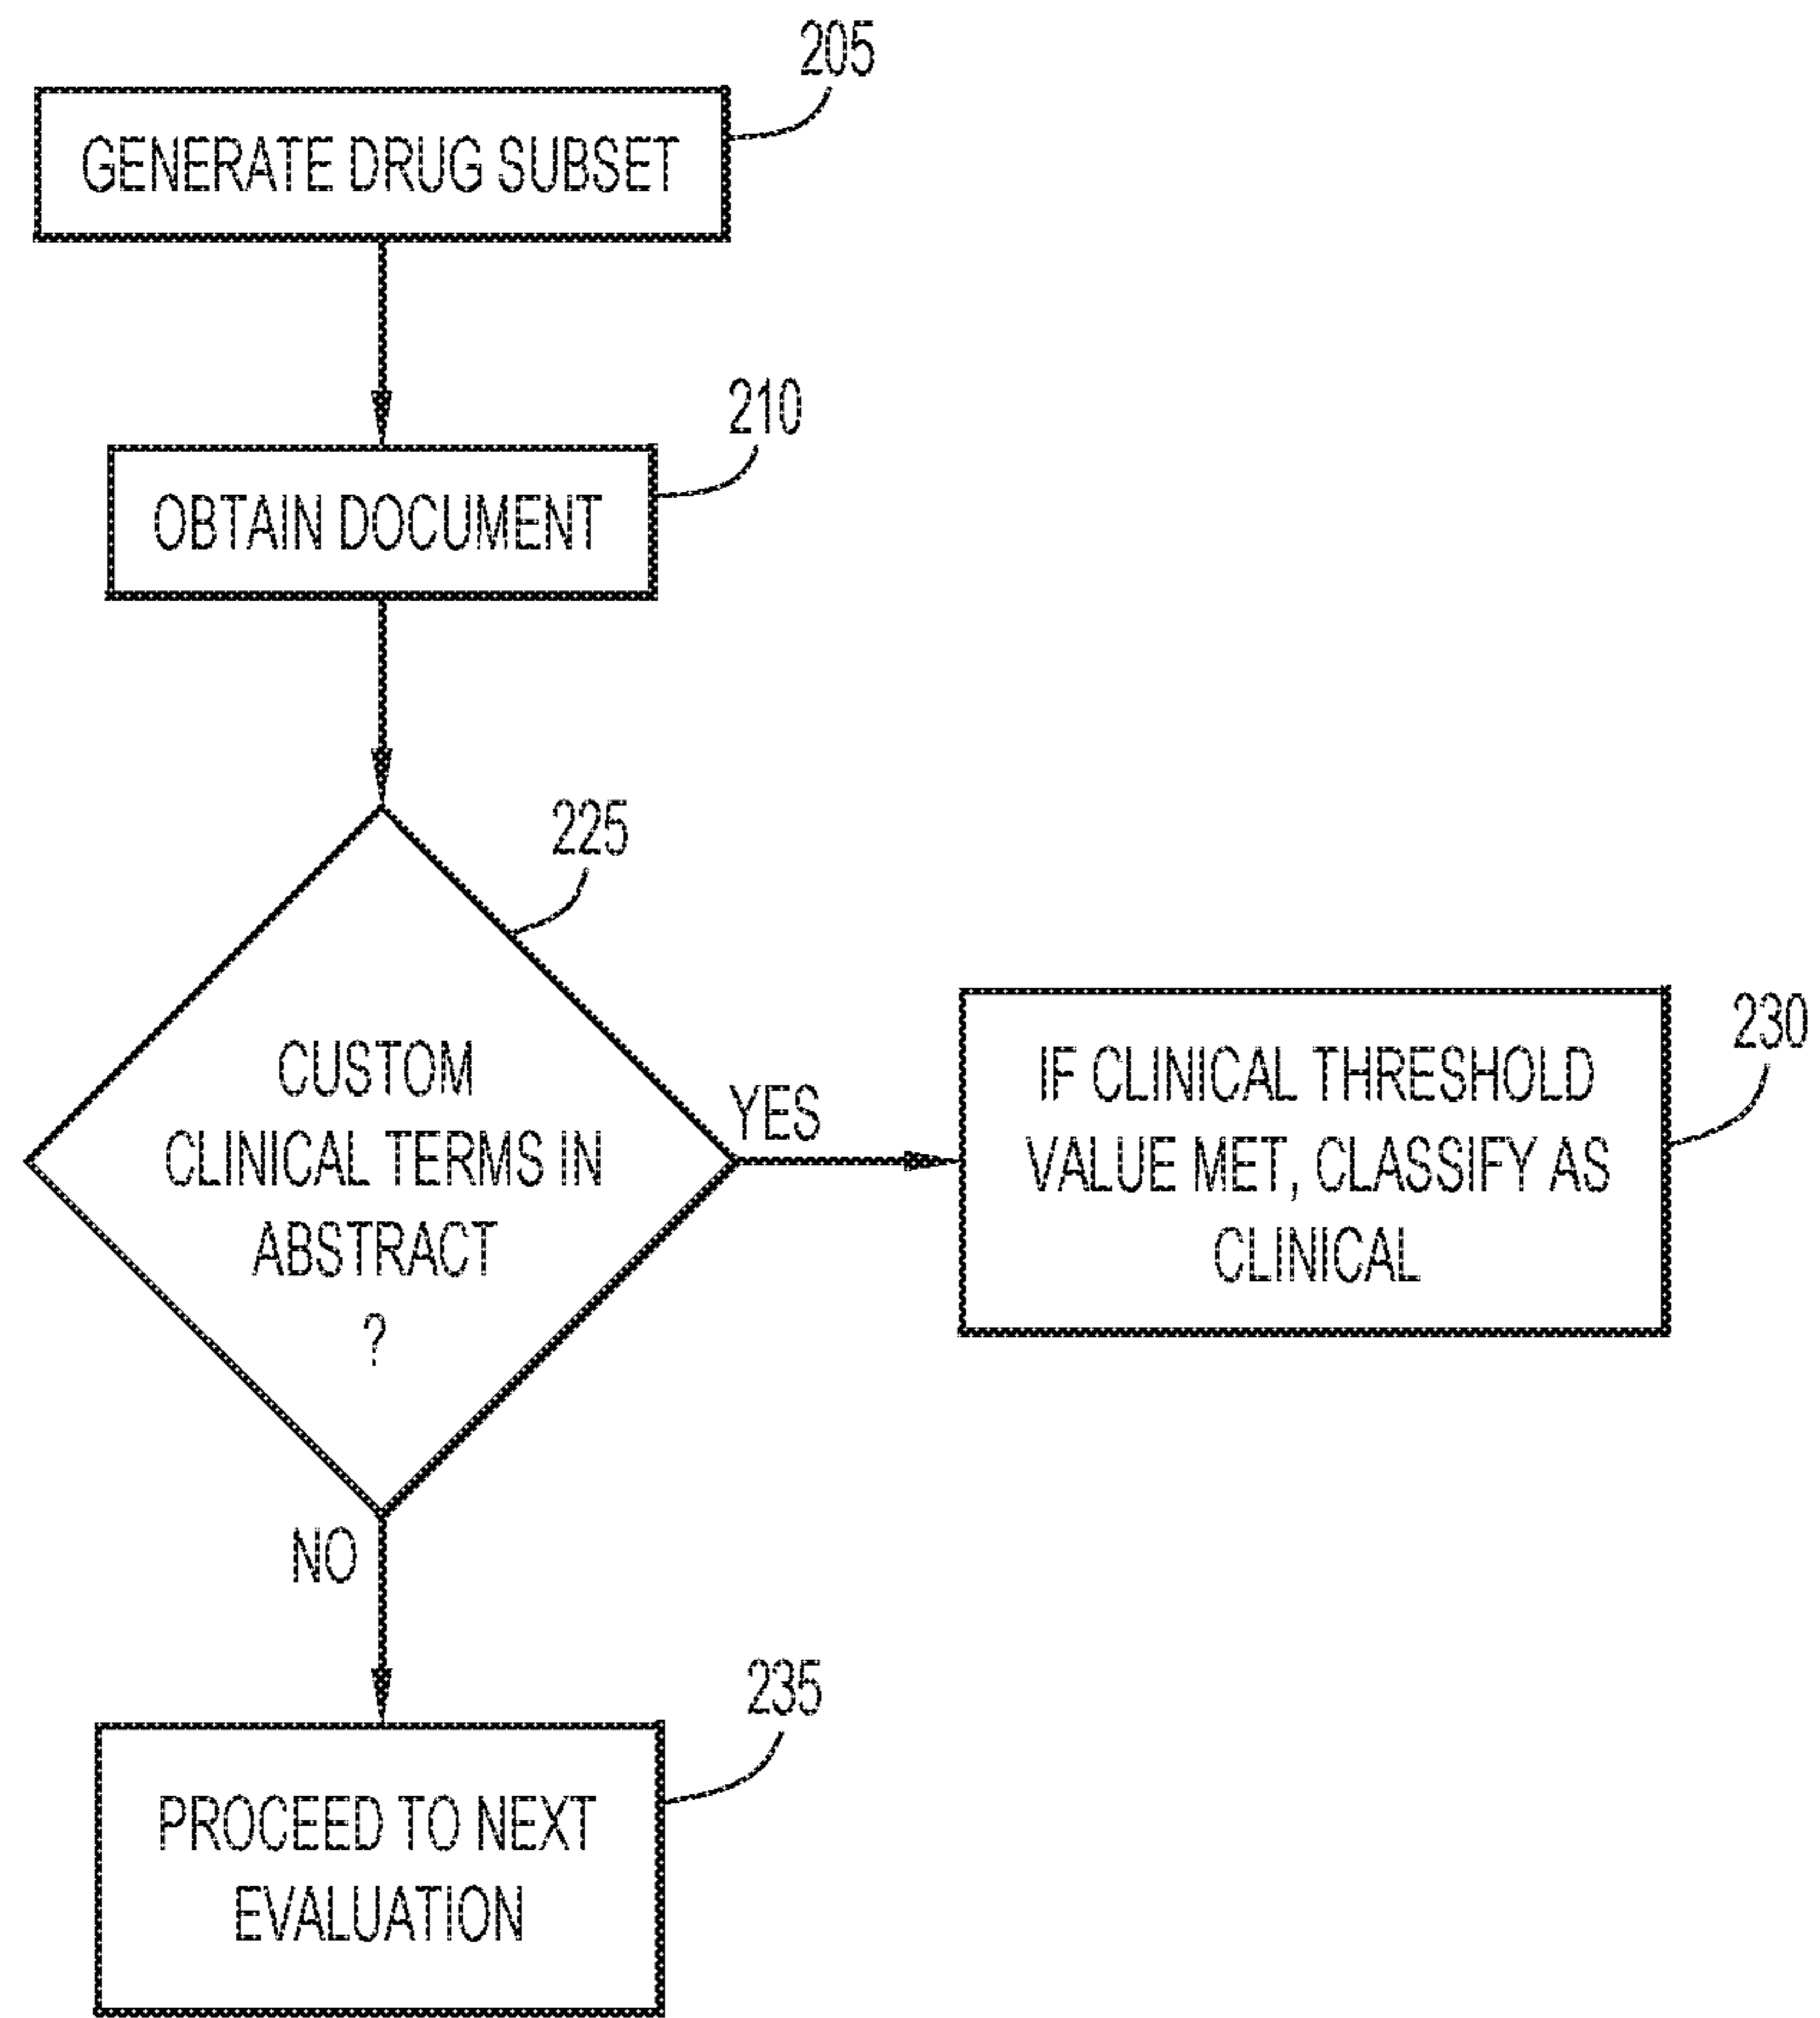 205
GENERATE DRUG SUBSET
210
OBTAIN DOCUMENT
225
CUSTOM
CLINICAL TERMS IN
ABSTRACT
?
YES
230
IF CLINICAL THRESHOLD
VALUE MET, CLASSIFY AS
CLINICAL
NO
235
PROCEED TO NEXT
EVALUATION